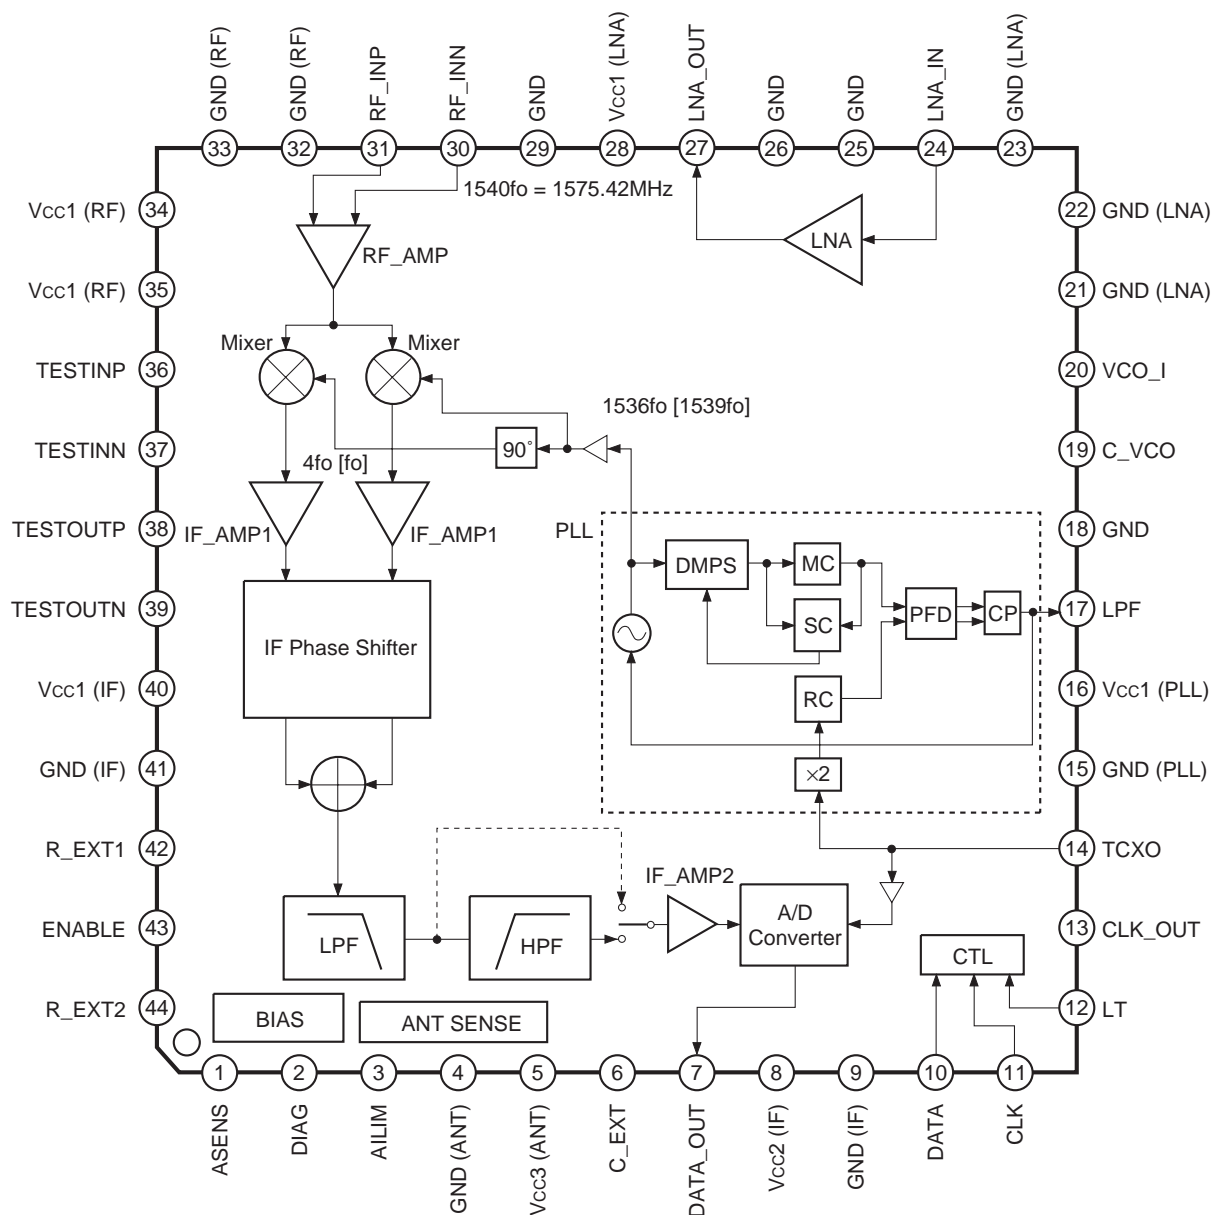 GND (RF)
GND (RF)
RF_INP
RF_INN
GND
Vcc1 (LNA)
LNA_OUT
GND
GND
LNA_IN
GND (LNA)
33
32
31
30
29
28
27
26
25
24
23
1540fo = 1575.42MHz
Vcc1 (RF)
34
22
GND (LNA)
RF_AMP
LNA
Vcc1 (RF)
35
21
GND (LNA)
Mixer
Mixer
TESTINP
36
20
VCO_I
1536fo [1539fo]
TESTINN
37
4fo [fo]
90°
19
C_VCO
TESTOUTP
38
IF_AMP1
IF_AMP1
PLL
18
GND
DMPS
MC
TESTOUTN
39
SC
PFD
CP
17
LPF
IF Phase Shifter
Vcc1 (IF)
40
RC
16
Vcc1 (PLL)
GND (IF)
41
×2
15
GND (PLL)
R_EXT1
42
14
TCXO
IF_AMP2
ENABLE
43
LPF
HPF
A/D
Converter
13
CLK_OUT
CTL
R_EXT2
44
BIAS
ANT SENSE
12
LT
1
2
3
4
5
6
7
8
9
10
11
ASENS
DIAG
AILIM
GND (ANT)
Vcc3 (ANT)
C_EXT
DATA_OUT
Vcc2 (IF)
GND (IF)
DATA
CLK